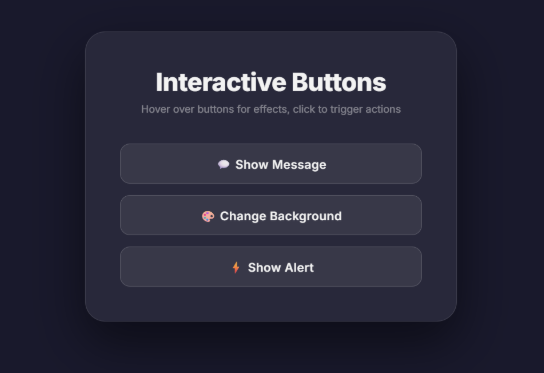 Interactive Buttons
Hover over buttons for effects, click to trigger actions
💬 Show Message
🎨 Change Background
⚡ Show Alert